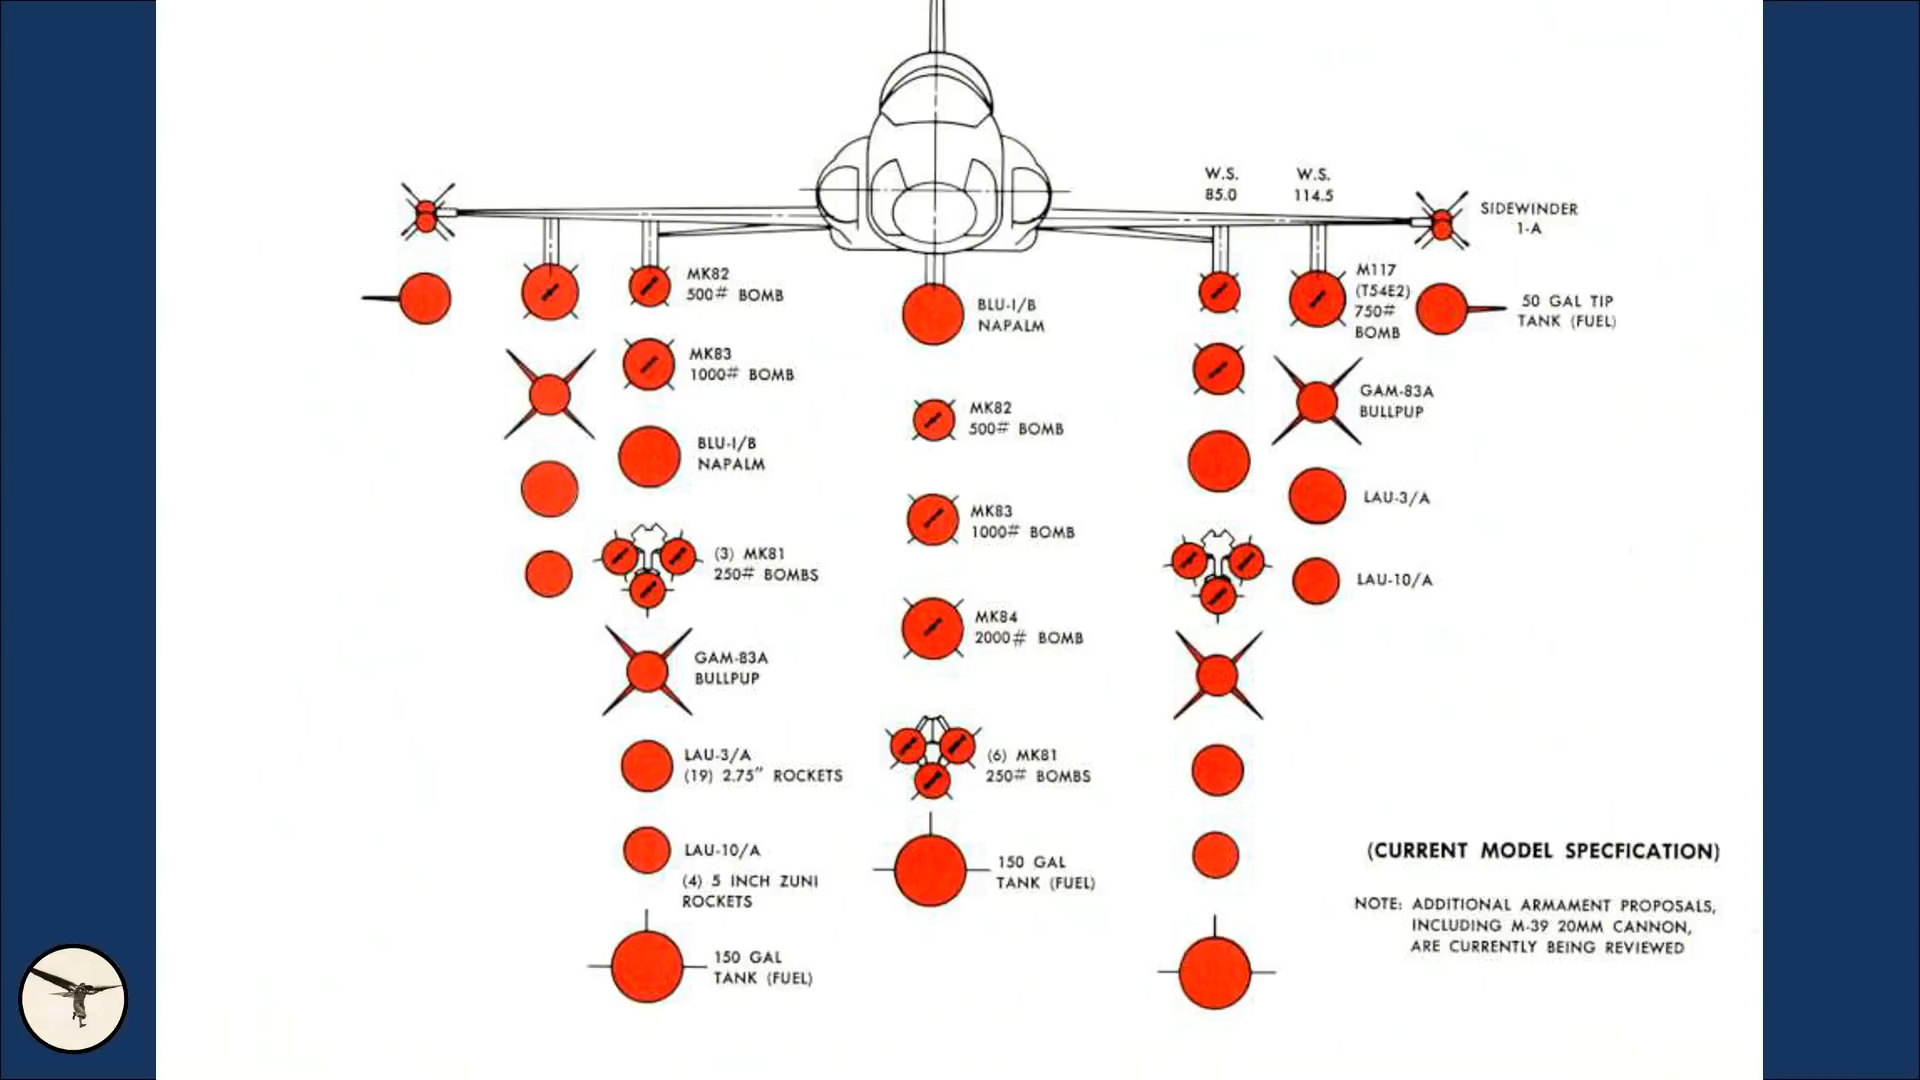 W.S.
85.0
W.S.
114.5
SIDEWINDER
1-A
MK82
500# BOMB
BLU-1/B
NAPALM
M117
(T54E2)
750#
BOMB
50 GAL TIP
TANK (FUEL)
MK83
1000# BOMB
MK82
500# BOMB
GAM-83A
BULLPUP
BLU-1/B
NAPALM
MK83
1000# BOMB
LAU-3/A
(3) MK81
250# BOMBS
LAU-10/A
MK84
2000# BOMB
GAM-83A
BULLPUP
LAU-3/A
(19) 2.75" ROCKETS
(6) MK81
250# BOMBS
LAU-10/A
(4) 5 INCH ZUNI
ROCKETS
150 GAL
TANK (FUEL)
150 GAL
TANK (FUEL)
(CURRENT MODEL SPECFICATION)
NOTE: ADDITIONAL ARMAMENT PROPOSALS,
INCLUDING M-39 20MM CANNON,
ARE CURRENTLY BEING REVIEWED